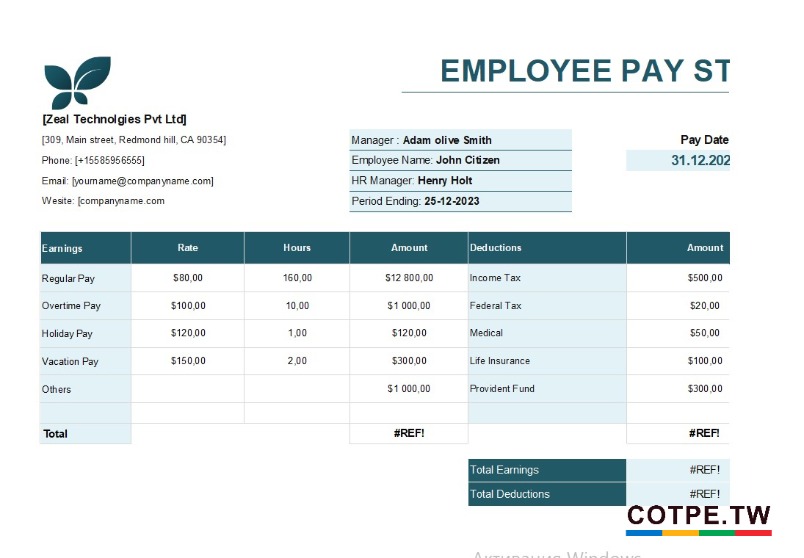 EMPLOYEE PAY ST
[Zeal Technolgies Pvt Ltd]
[309, Main street, Redmond hill, CA 90354]
Phone: [+15585956555]
Email: [yourname@companyname.com]
Wesite: [companyname.com
Manager : Adam olive Smith
Employee Name: John Citizen
HR Manager: Henry Holt
Period Ending: 25-12-2023
Pay Date
31.12.202
Earnings Rate Hours Amount Deductions Amount
Regular Pay $80,00 160,00 $12 800,00 Income Tax $500,00
Overtime Pay $100,00 10,00 $1 000,00 Federal Tax $20,00
Holiday Pay $120,00 1,00 $120,00 Medical $50,00
Vacation Pay $150,00 2,00 $300,00 Life Insurance $100,00
Others $1 000,00 Provident Fund $300,00
Total #REF! #REF!
Total Earnings #REF!
Total Deductions #REF!
COTPE.TW
Активация Windows